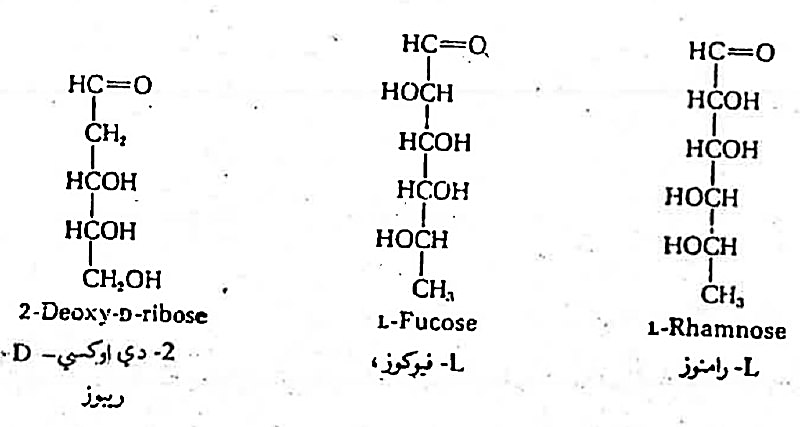 HC=O
CH₂
HCOH
HCOH
CH₂OH
2-Deoxy-D-ribose
2- دي اوكسي – D
ريبوز
HC=O
HOCH
HCOH
HCOH
HOCH
CH₃
L-Fucose
L- فيوكوز،
HC=O
HCOH
HCOH
HOCH
HOCH
CH₃
L-Rhamnose
L- رامنوز